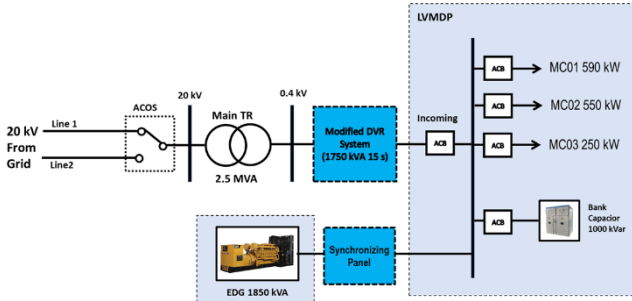 LVMDP
ACB
MC01 590 kW
20 kV
0.4 kV
ACOS
Main TR
ACB
MC02 550 kW
Line 1
Incoming
20 kV
From
Grid
Modified DVR
System
(1750 kVA 15 s)
ACB
ACB
MC03 250 kW
Line2
2.5 MVA
ACB
Bank
Capacior
1000 kVar
Synchronizing
Panel
EDG 1850 kVA